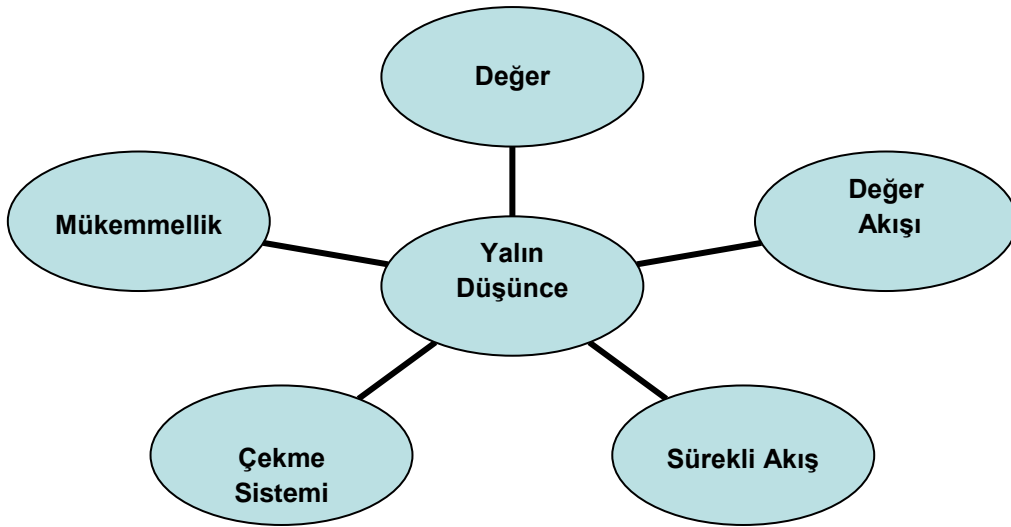 Değer
Değer
Akışı
Mükemmellik
Yalın
Düşünce
Çekme
Sistemi
Sürekli Akış